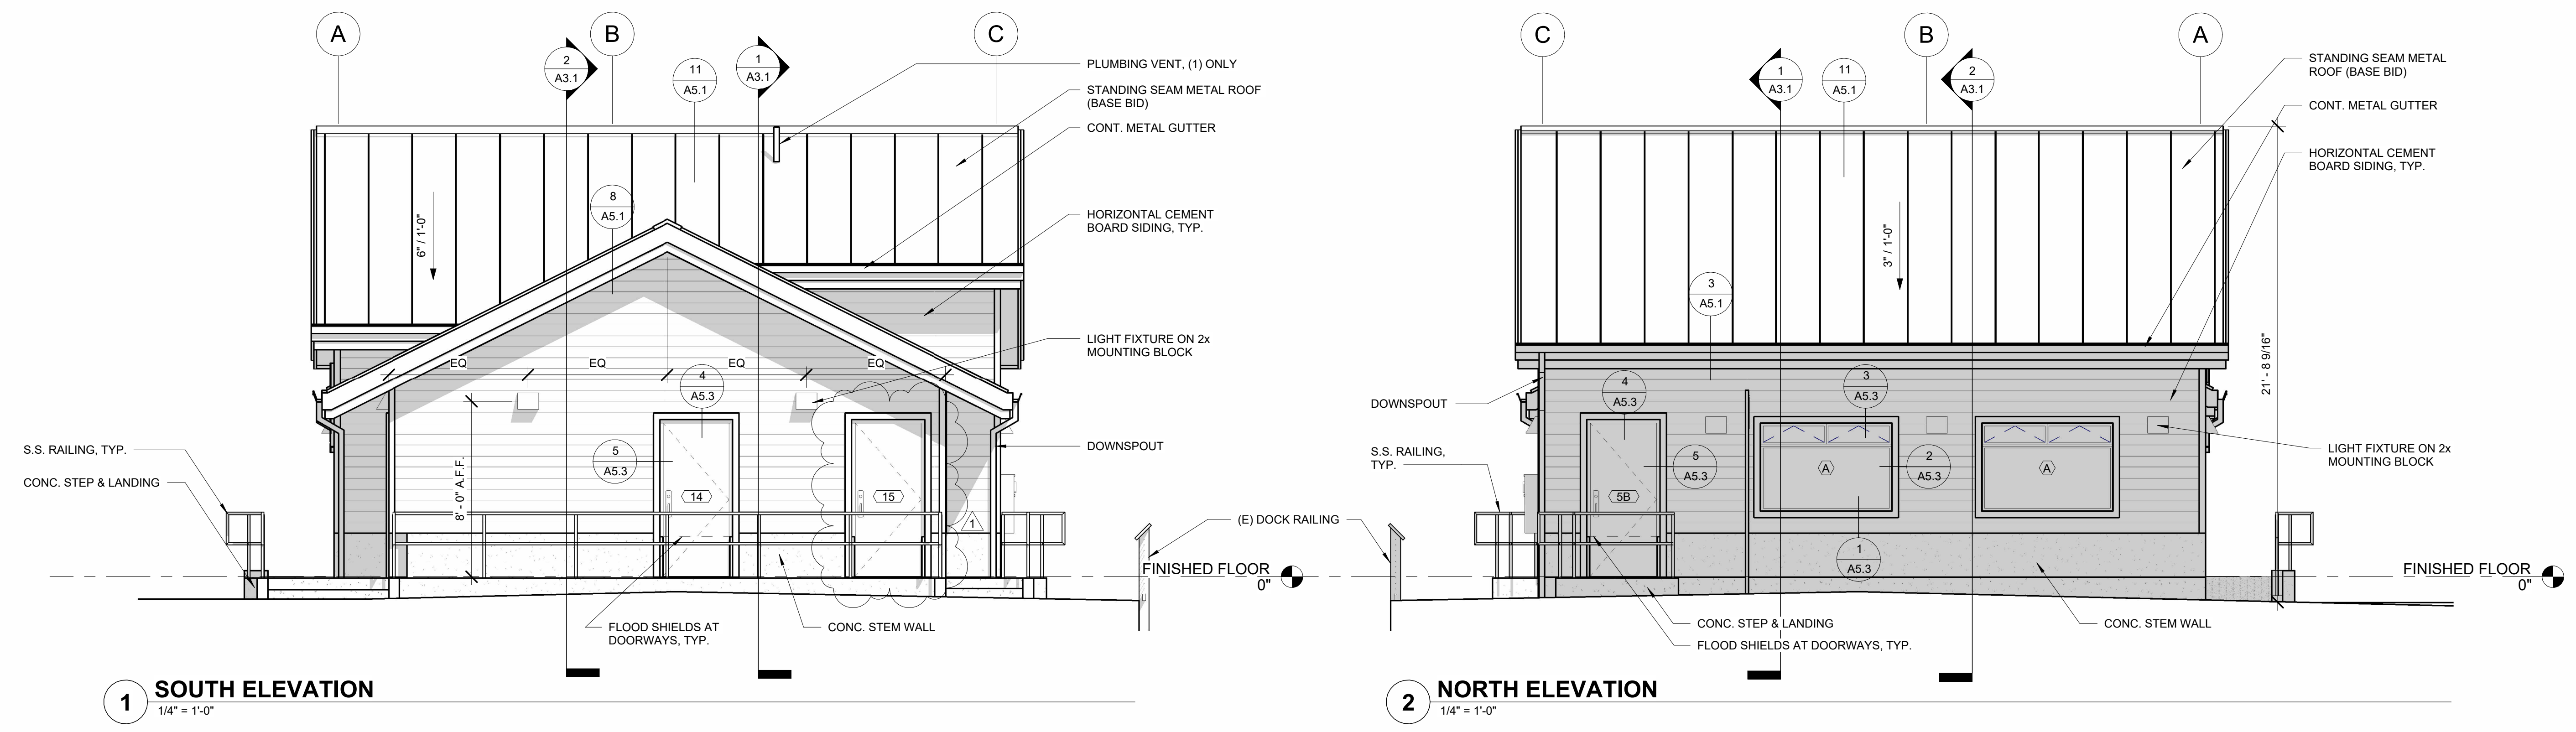 A
B
C
2
A3.1
11
A5.1
1
A3.1
PLUMBING VENT, (1) ONLY
STANDING SEAM METAL ROOF
(BASE BID)
CONT. METAL GUTTER
8
A5.1
6" / 1'-0"
HORIZONTAL CEMENT
BOARD SIDING, TYP.
LIGHT FIXTURE ON 2x
MOUNTING BLOCK
EQ
EQ
EQ
EQ
4
A5.3
5
A5.3
8' - 0" A.F.F.
14
15
1
DOWNSPOUT
S.S. RAILING, TYP.
CONC. STEP & LANDING
(E) DOCK RAILING
FINISHED FLOOR
0"
FLOOD SHIELDS AT
DOORWAYS, TYP.
CONC. STEM WALL
1
SOUTH ELEVATION
1/4" = 1'-0"
C
B
A
1
A3.1
11
A5.1
2
A3.1
STANDING SEAM METAL
ROOF (BASE BID)
CONT. METAL GUTTER
HORIZONTAL CEMENT
BOARD SIDING, TYP.
3" / 1'-0"
3
A5.1
21' - 8 9/16"
4
A5.3
3
A5.3
DOWNSPOUT
S.S. RAILING,
TYP.
5
A5.3
2
A5.3
A
A
5B
LIGHT FIXTURE ON 2x
MOUNTING BLOCK
1
A5.3
FINISHED FLOOR
0"
CONC. STEP & LANDING
FLOOD SHIELDS AT DOORWAYS, TYP.
CONC. STEM WALL
2
NORTH ELEVATION
1/4" = 1'-0"